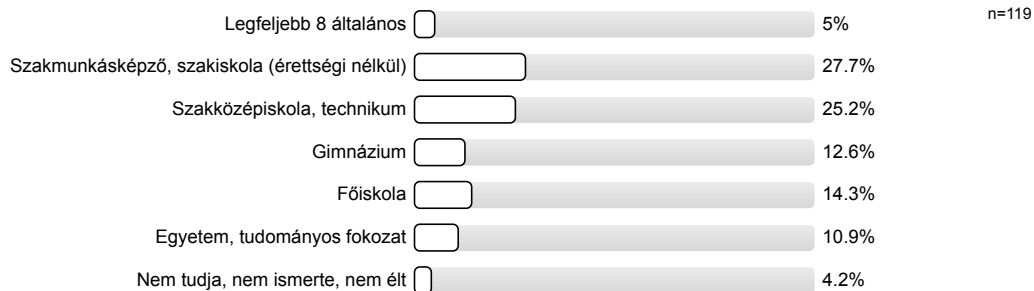 Legfeljebb 8 általános 5% n=119
Szakmunkásképző, szakiskola (érettségi nélkül) 27.7%
Szakközépiskola, technikum 25.2%
Gimnázium 12.6%
Főiskola 14.3%
Egyetem, tudományos fokozat 10.9%
Nem tudja, nem ismerte, nem élt 4.2%